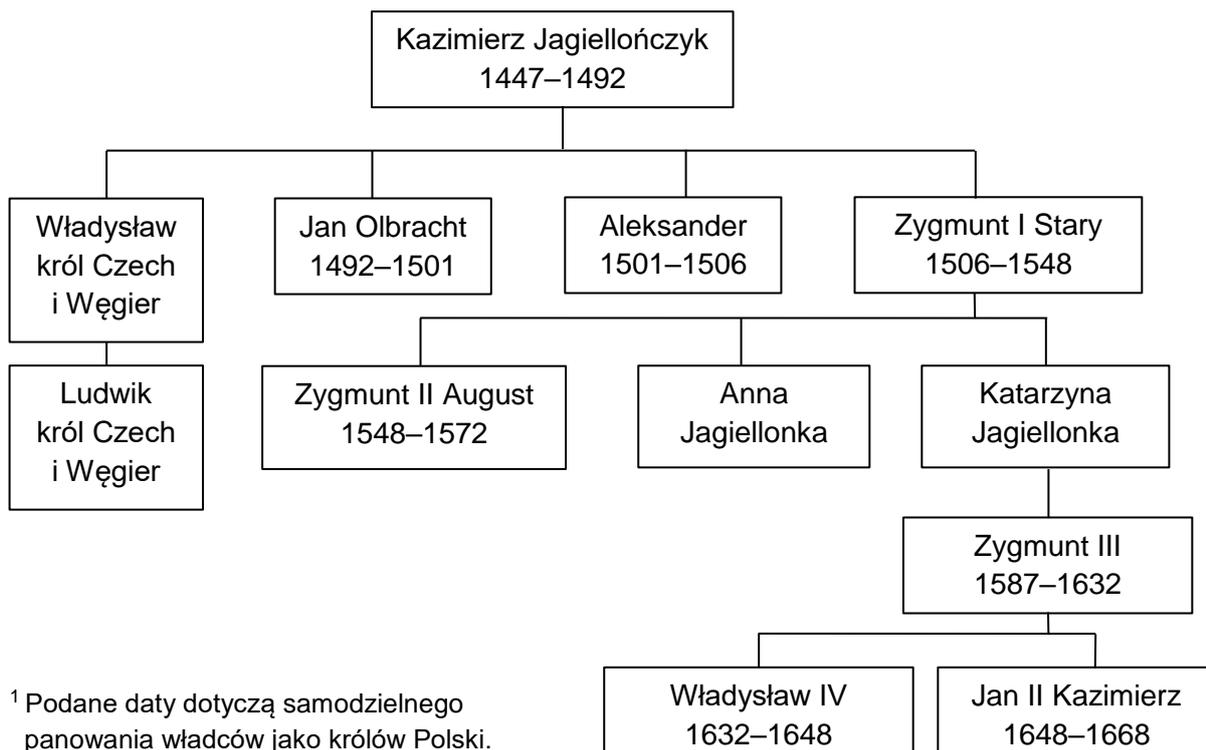 Kazimierz Jagiellończyk
1447–1492
Władysław
król Czech
i Węgier
Jan Olbracht
1492–1501
Aleksander
1501–1506
Zygmunt I Stary
1506–1548
Ludwik
król Czech
i Węgier
Zygmunt II August
1548–1572
Anna
Jagiellonka
Katarzyna
Jagiellonka
Zygmunt III
1587–1632
Władysław IV
1632–1648
Jan II Kazimierz
1648–1668
¹ Podane daty dotyczą samodzielnego
panowania władców jako królów Polski.